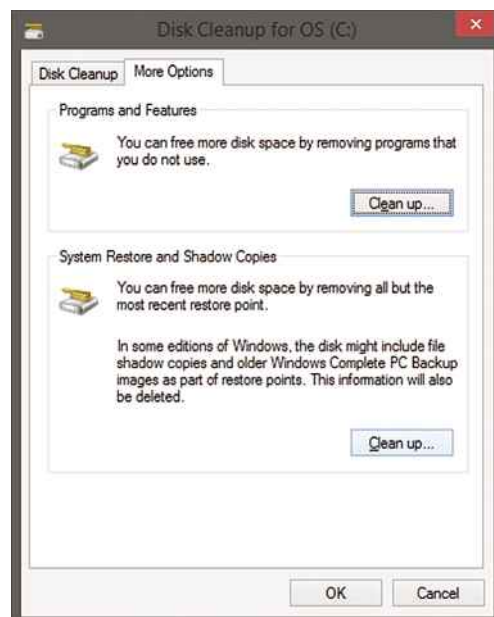 Disk Cleanup for OS (C:)
Disk Cleanup
More Options
Programs and Features
You can free more disk space by removing programs that
you do not use.
Clean up...
System Restore and Shadow Copies
You can free more disk space by removing all but the
most recent restore point.
In some editions of Windows, the disk might include file
shadow copies and older Windows Complete PC Backup
images as part of restore points. This information will also
be deleted.
Clean up...
OK
Cancel